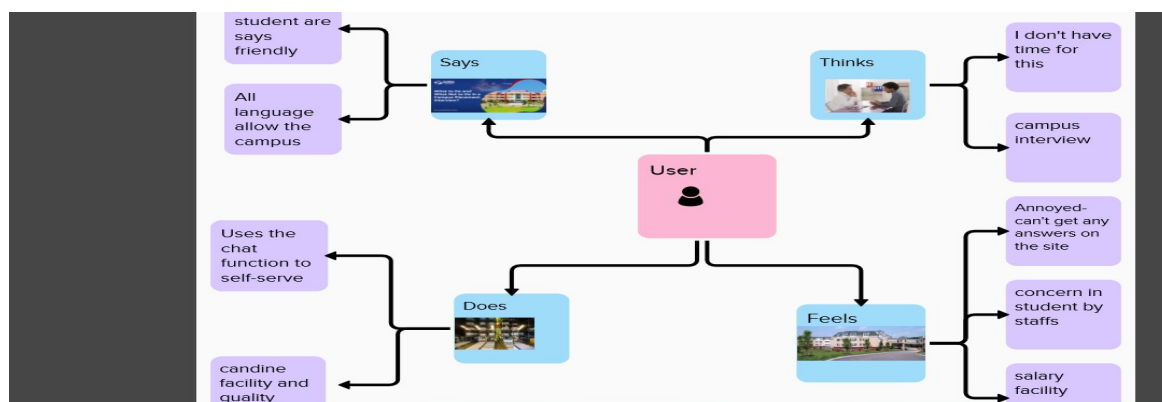 student are
says
friendly
All
language
allow the
campus
Says
Thinks
I don't have
time for
this
campus
interview
User
Uses the
chat
function to
self-serve
candine
facility and
quality
Does
Feels
Annoyed-
can't get any
answers on
the site
concern in
student by
staffs
salary
facility